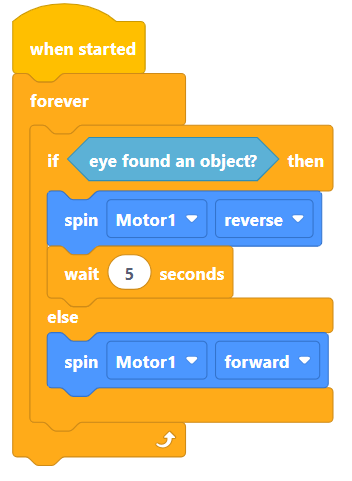 when started
forever
if eye found an object? then
spin Motor1 reverse
wait 5 seconds
else
spin Motor1 forward